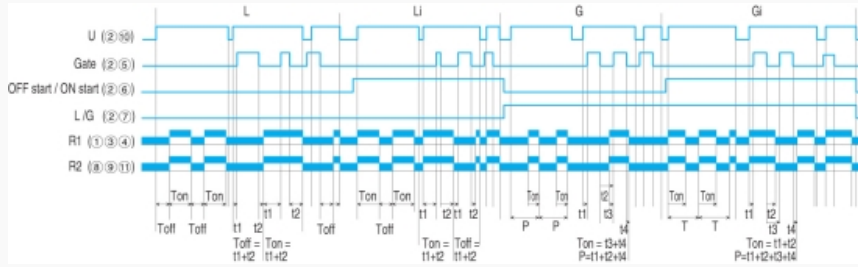 L Li G Gi
U (②⑩)
Gate (②⑤)
OFF start / ON start (②⑥)
L/G (②⑦)
R1 (①③④)
R2 (⑧⑨⑪)
Ton Ton t1 t2 Ton Ton t1 t2 t1 t2 Ton Ton t1 t2 t3 Ton Ton t1 t2
Toff Toff t1 t2 Toff Toff Toff P P t4 T T t3 t4
Toff = Ton = Ton = Toff = Ton = t3+t4 Ton = t1+t2
t1+t2 t1+t2 t1+t2 t1+t2 P=t1+t2+t4 P=t1+t2+t3+t4